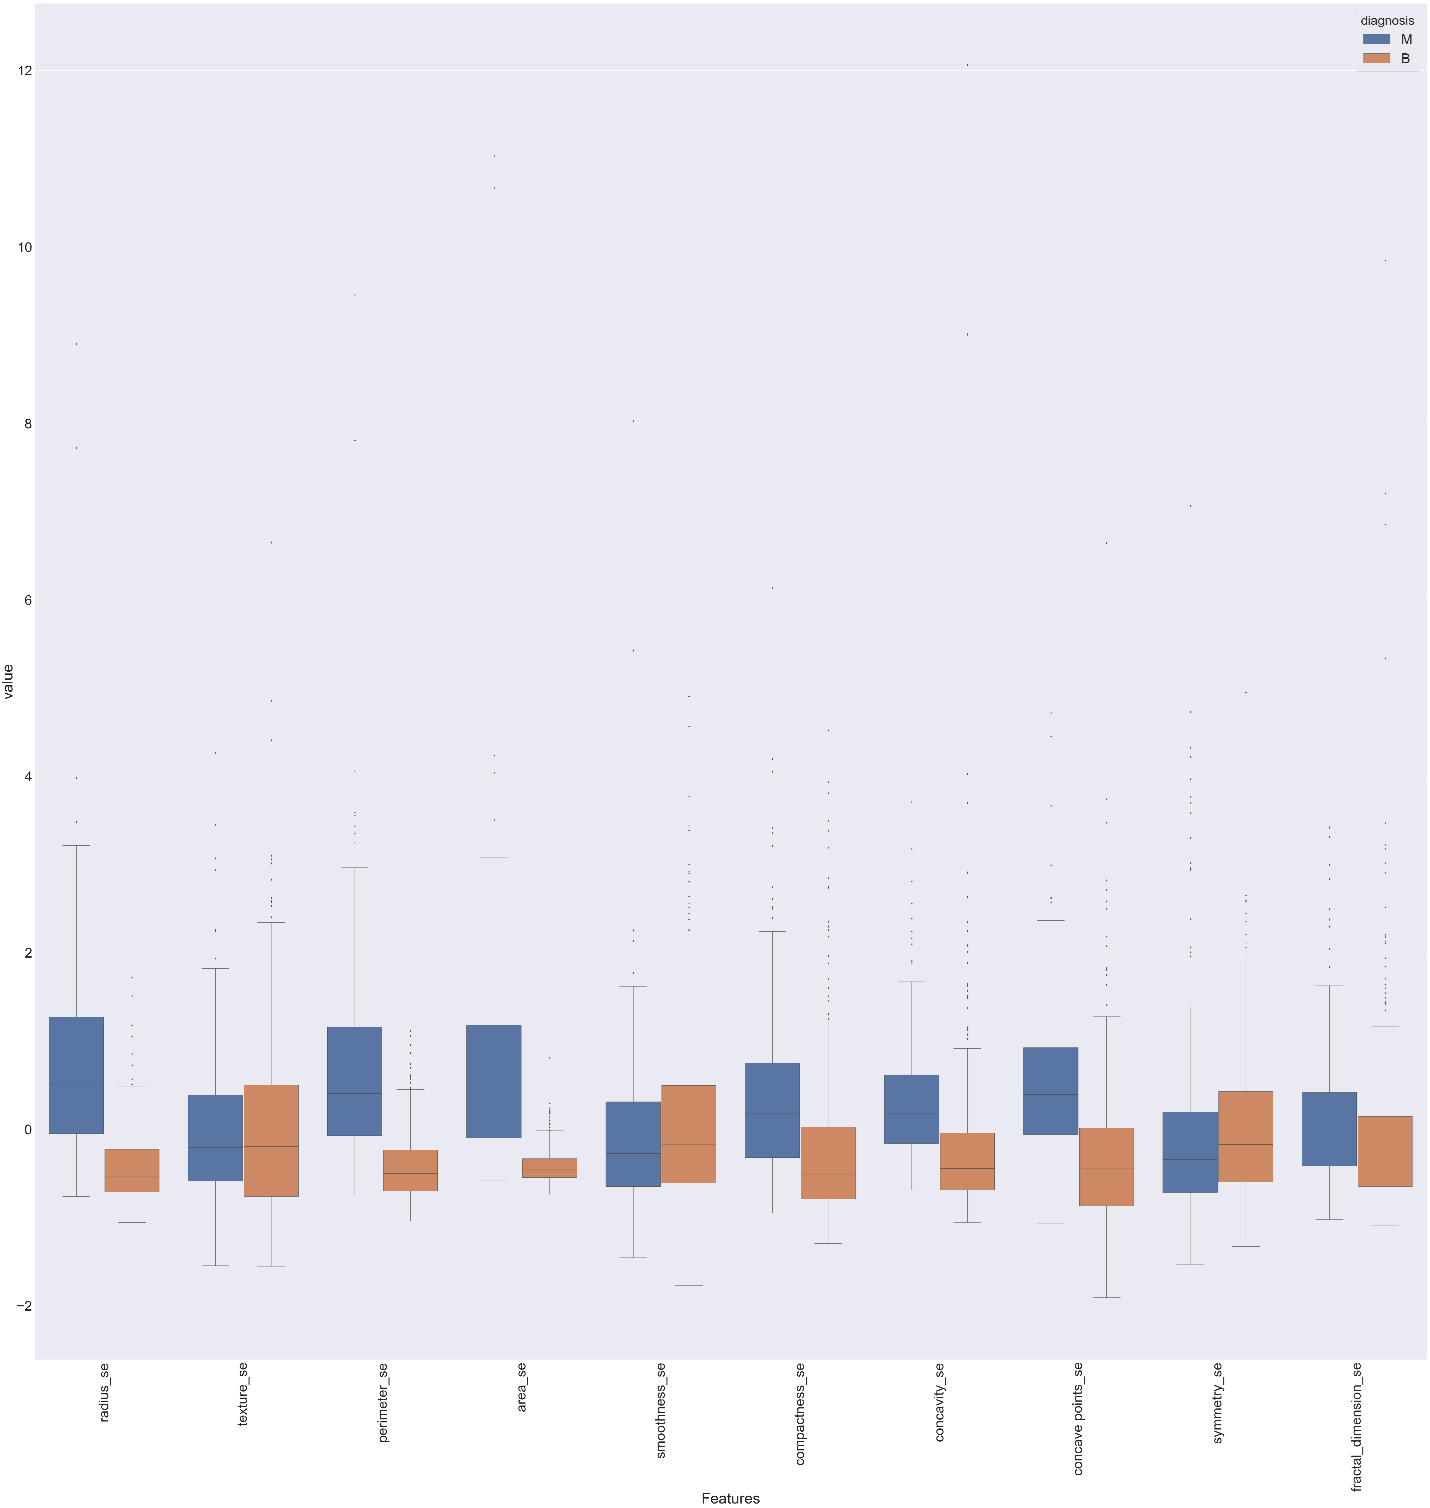 diagnosis
M
B
12
10
8
6
4
2
0
−2
value
radius_se
texture_se
perimeter_se
area_se
smoothness_se
compactness_se
concavity_se
concave points_se
symmetry_se
fractal_dimension_se
Features